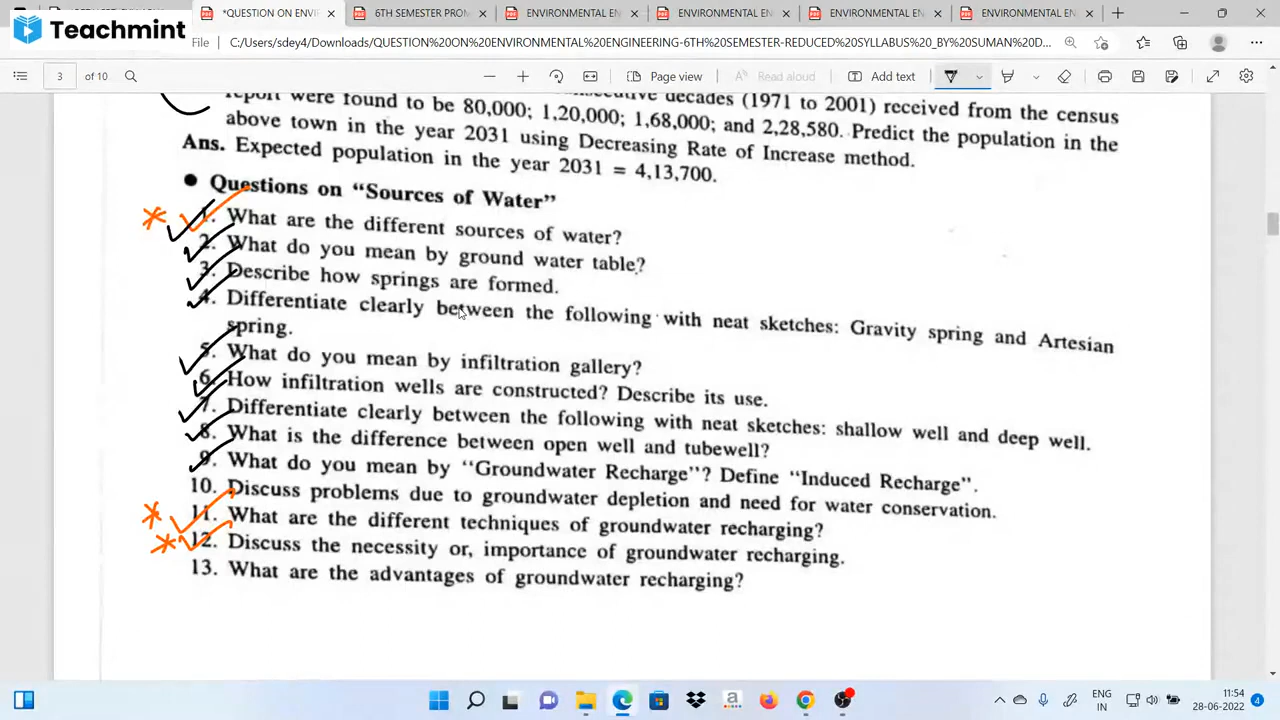 Teachmint
*QUESTION ON ENVI
6TH SEMESTER REDUCED
ENVIRONMENTAL EN
ENVIRONMENTAL EN
ENVIRONMENTAL EN
File
C:/Users/sdey4/Downloads/QUESTION%20ON%20ENVIRONMENTAL%20ENGINEERING-6TH%20SEMESTER-REDUCED%20SYLLABUS%20_BY%20SUMAN%20D...
3 of 10
Page view
Read aloud
Add text
decades (1971 to 2001) received from the census
report were found to be 80,000; 1,20,000; 1,68,000; and 2,28,580. Predict the population in the
above town in the year 2031 using Decreasing Rate of Increase method.
Ans. Expected population in the year 2031 = 4,13,700.
● Questions on “Sources of Water”
* 1. What are the different sources of water?
2. What do you mean by ground water table?
3. Describe how springs are formed.
4. Differentiate clearly between the following with neat sketches: Gravity spring and Artesian
spring.
5. What do you mean by infiltration gallery?
6. How infiltration wells are constructed? Describe its use.
7. Differentiate clearly between the following with neat sketches: shallow well and deep well.
8. What is the difference between open well and tubewell?
9. What do you mean by “Groundwater Recharge”? Define “Induced Recharge”.
10. Discuss problems due to groundwater depletion and need for water conservation.
* 11. What are the different techniques of groundwater recharging?
* 12. Discuss the necessity or, importance of groundwater recharging.
13. What are the advantages of groundwater recharging?
ENG
IN
11:54
28-06-2022
4